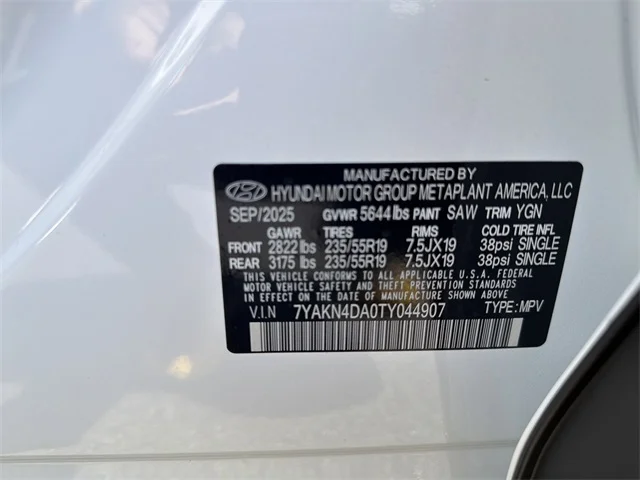 MANUFACTURED BY
HYUNDAI MOTOR GROUP METAPLANT AMERICA, LLC
SEP/2025 GVWR 5644 lbs PAINT SAW TRIM YGN
GAWR TIRES RIMS COLD TIRE INFL
FRONT 2822 lbs 235/55R19 7.5JX19 38psi SINGLE
REAR 3175 lbs 235/55R19 7.5JX19 38psi SINGLE
THIS VEHICLE CONFORMS TO ALL APPLICABLE U.S.A. FEDERAL
MOTOR VEHICLE SAFETY AND THEFT PREVENTION STANDARDS
IN EFFECT ON THE DATE OF MANUFACTURE SHOWN ABOVE.
V.I.N 7YAKN4DA0TY044907 TYPE:MPV